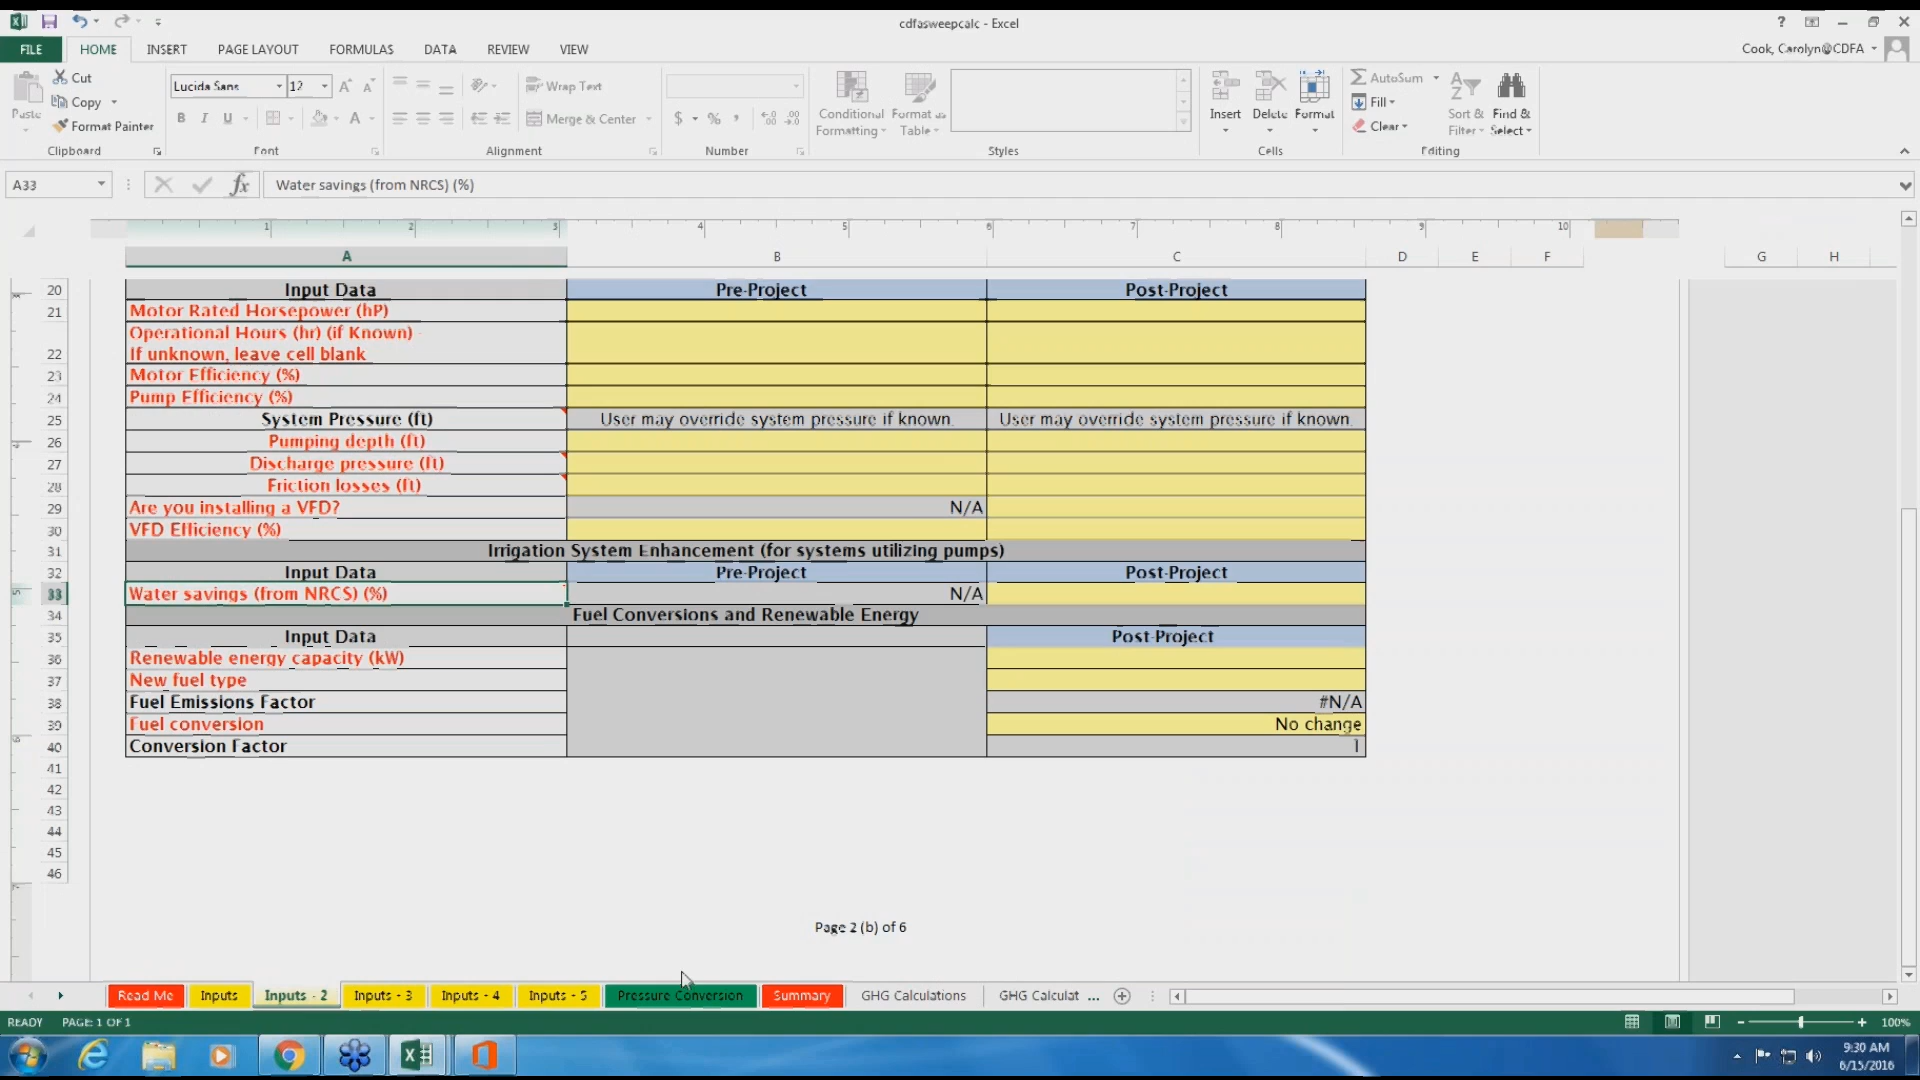 cdfasweepcalc - Excel
?
FILE HOME INSERT PAGE LAYOUT FORMULAS DATA REVIEW VIEW
Cook, Carolyn@CDFA
Paste
Cut
Copy
Format Painter
Clipboard
Lucida Sans 12
B I U
Font
Wrap Text
Merge & Center
Alignment
$ % ,
Number
Conditional Formatting
Format as Table
Styles
Insert Delete Format
Cells
AutoSum
Fill
Clear
Sort & Filter
Find & Select
Editing
A33
fx
Water savings (from NRCS) (%)
1 2 3 4 5 6 7 8 9 10
A B C D E F G H
20 Input Data Pre-Project Post-Project
21 Motor Rated Horsepower (hP)
Operational Hours (hr) (if Known) -
22 If unknown, leave cell blank
23 Motor Efficiency (%)
24 Pump Efficiency (%)
25 System Pressure (ft) User may override system pressure if known. User may override system pressure if known.
26 Pumping depth (ft)
27 Discharge pressure (ft)
28 Friction losses (ft)
29 Are you installing a VFD? N/A
30 VFD Efficiency (%)
31 Irrigation System Enhancement (for systems utilizing pumps)
32 Input Data Pre-Project Post-Project
33 Water savings (from NRCS) (%) N/A
34 Fuel Conversions and Renewable Energy
35 Input Data Post-Project
36 Renewable energy capacity (kW)
37 New fuel type
38 Fuel Emissions Factor #N/A
39 Fuel conversion No change
40 Conversion Factor 1
41
42
43
44
45
46
Page 2 (b) of 6
Read Me Inputs Inputs - 2 Inputs - 3 Inputs - 4 Inputs - 5 Pressure Conversion Summary GHG Calculations GHG Calculat ...
READY PAGE: 1 OF 1
100%
9:30 AM
6/15/2016